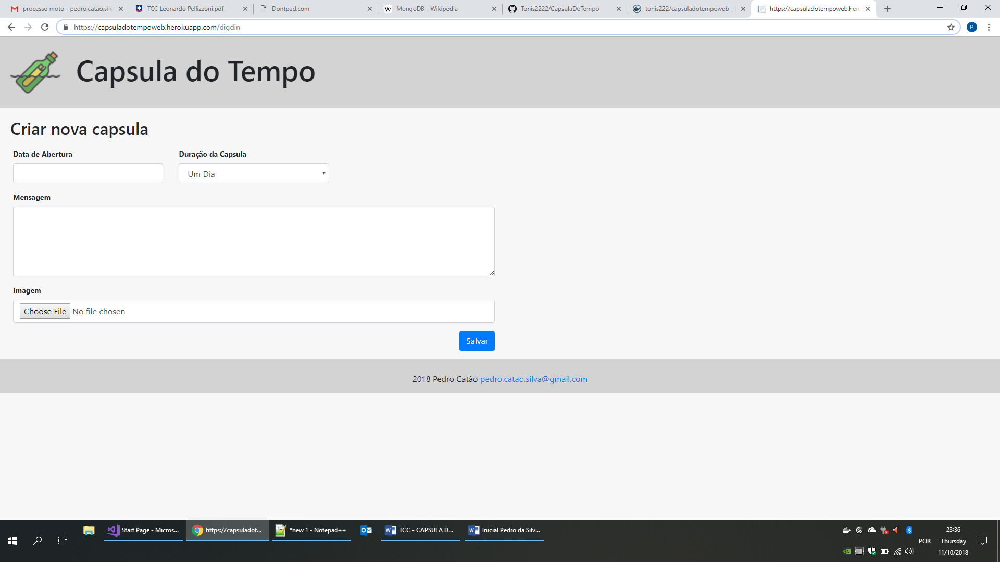 processo moto - pedro.catao.silv
TCC Leonardo Pellizzoni.pdf
Dontpad.com
W MongoDB - Wikipedia
Tonis2222/CapsulaDoTempo
tonis222/capsuladotempoweb -
https://capsuladotempoweb.hero
https://capsuladotempoweb.herokuapp.com/digdin
P
Capsula do Tempo
Criar nova capsula
Data de Abertura
Duração da Capsula
Um Dia
Mensagem
Imagem
Choose File No file chosen
Salvar
2018 Pedro Catão pedro.catao.silva@gmail.com
Start Page - Micros...
https://capsuladot...
*new 1 - Notepad++
TCC - CAPSULA D...
Inicial Pedro da Silv...
POR
23:36
Thursday
11/10/2018